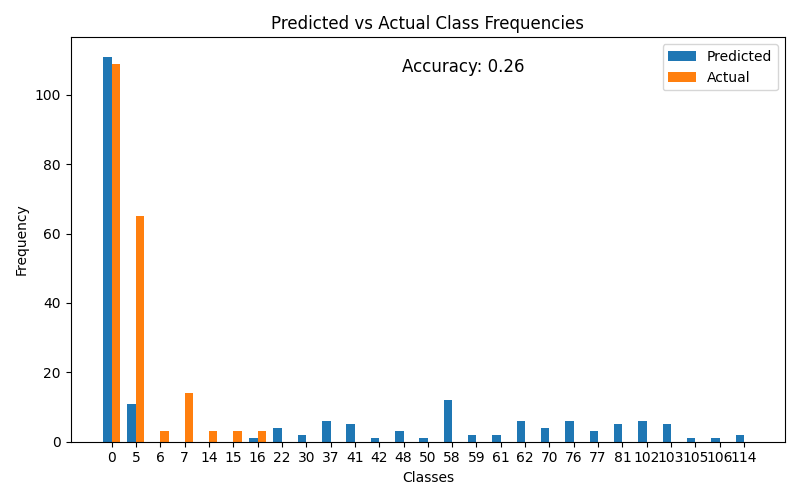 Predicted vs Actual Class Frequencies
Accuracy: 0.26
Predicted
Actual
Frequency
100
80
60
40
20
0
0 5 6 7 14 15 16 22 30 37 41 42 48 50 58 59 61 62 70 76 77 81 102 103 105 106 114
Classes